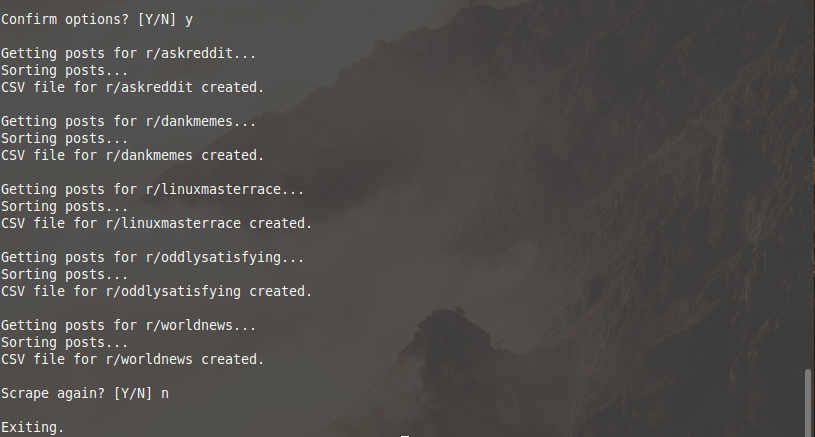 Confirm options? [Y/N] y
Getting posts for r/askreddit...
Sorting posts...
CSV file for r/askreddit created.
Getting posts for r/dankmemes...
Sorting posts...
CSV file for r/dankmemes created.
Getting posts for r/linuxmasterrace...
Sorting posts...
CSV file for r/linuxmasterrace created.
Getting posts for r/oddlysatisfying...
Sorting posts...
CSV file for r/oddlysatisfying created.
Getting posts for r/worldnews...
Sorting posts...
CSV file for r/worldnews created.
Scrape again? [Y/N] n
Exiting.